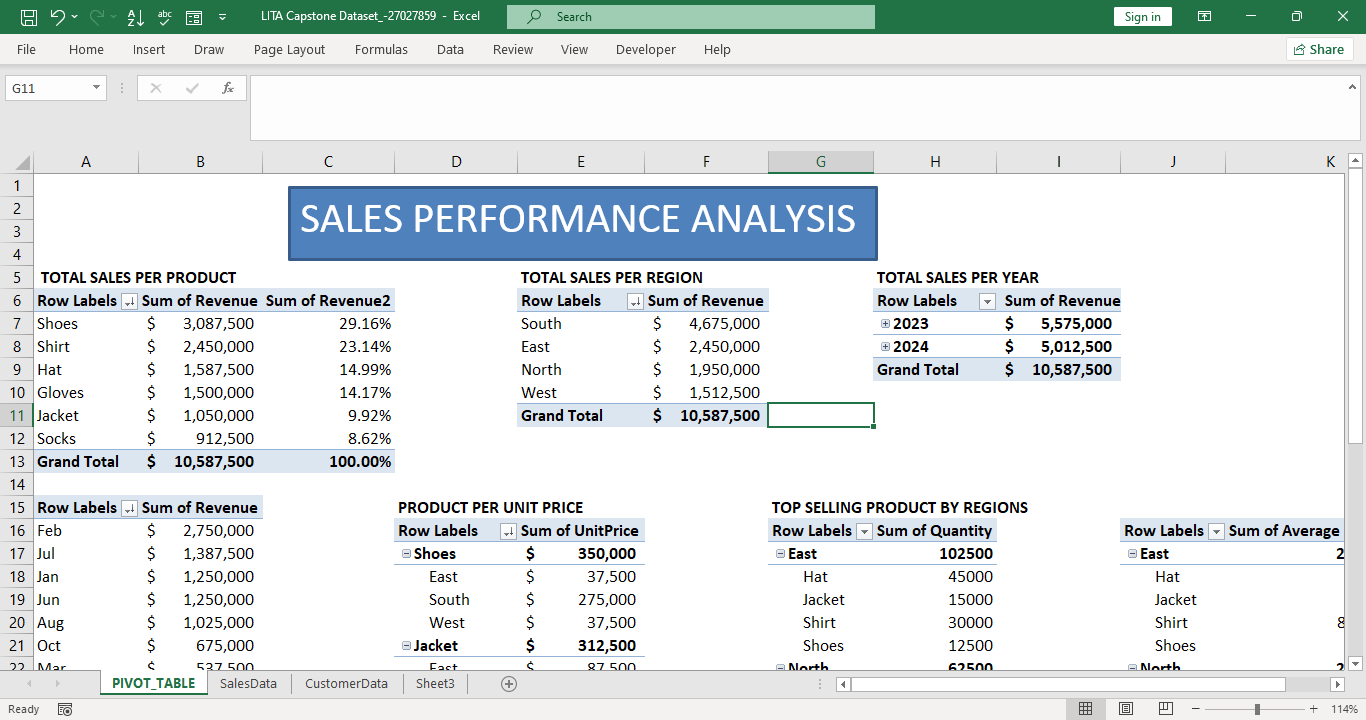 LITA Capstone Dataset_-27027859 - Excel Search Sign in
File Home Insert Draw Page Layout Formulas Data Review View Developer Help Share
G11 fx
A B C D E F G H I J K
1
2 SALES PERFORMANCE ANALYSIS
3
4
5 TOTAL SALES PER PRODUCT TOTAL SALES PER REGION TOTAL SALES PER YEAR
6 Row Labels Sum of Revenue Sum of Revenue2 Row Labels Sum of Revenue Row Labels Sum of Revenue
7 Shoes $ 3,087,500 29.16% South $ 4,675,000 2023 $ 5,575,000
8 Shirt $ 2,450,000 23.14% East $ 2,450,000 2024 $ 5,012,500
9 Hat $ 1,587,500 14.99% North $ 1,950,000 Grand Total $ 10,587,500
10 Gloves $ 1,500,000 14.17% West $ 1,512,500
11 Jacket $ 1,050,000 9.92% Grand Total $ 10,587,500
12 Socks $ 912,500 8.62%
13 Grand Total $ 10,587,500 100.00%
14
15 Row Labels Sum of Revenue PRODUCT PER UNIT PRICE TOP SELLING PRODUCT BY REGIONS
16 Feb $ 2,750,000 Row Labels Sum of UnitPrice Row Labels Sum of Quantity Row Labels Sum of Average
17 Jul $ 1,387,500 Shoes $ 350,000 East 102500 East 2
18 Jan $ 1,250,000 East $ 37,500 Hat 45000 Hat
19 Jun $ 1,250,000 South $ 275,000 Jacket 15000 Jacket
20 Aug $ 1,025,000 West $ 37,500 Shirt 30000 Shirt 8
21 Oct $ 675,000 Jacket $ 312,500 Shoes 12500 Shoes
22 Mar $ 537,500 East $ 87,500 North 62500 North 2
PIVOT_TABLE SalesData CustomerData Sheet3
Ready 114%